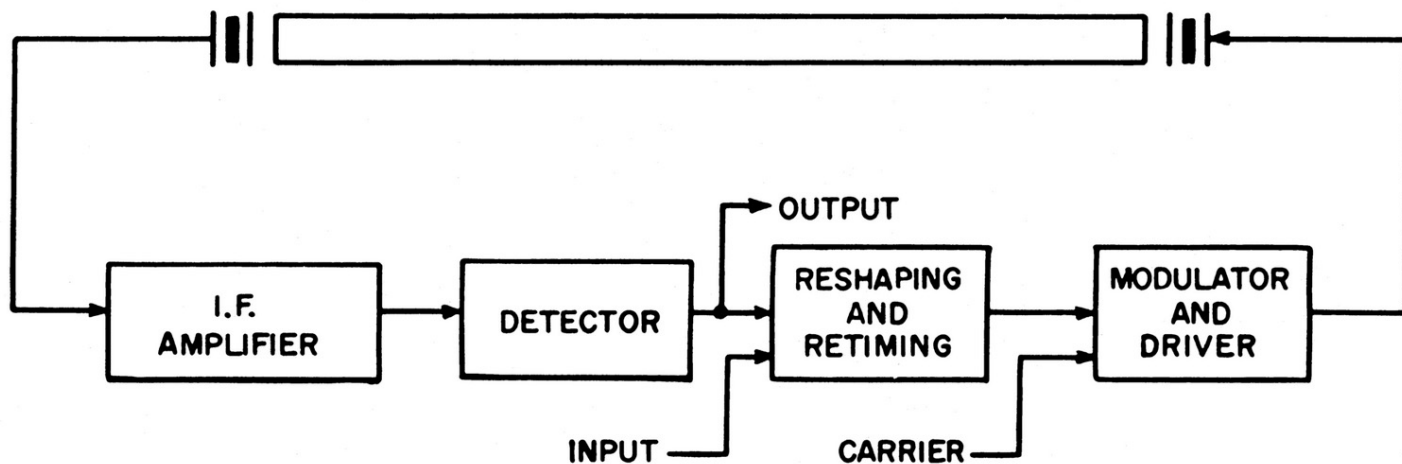 OUTPUT
I.F.
AMPLIFIER
DETECTOR
RESHAPING
AND
RETIMING
MODULATOR
AND
DRIVER
INPUT
CARRIER